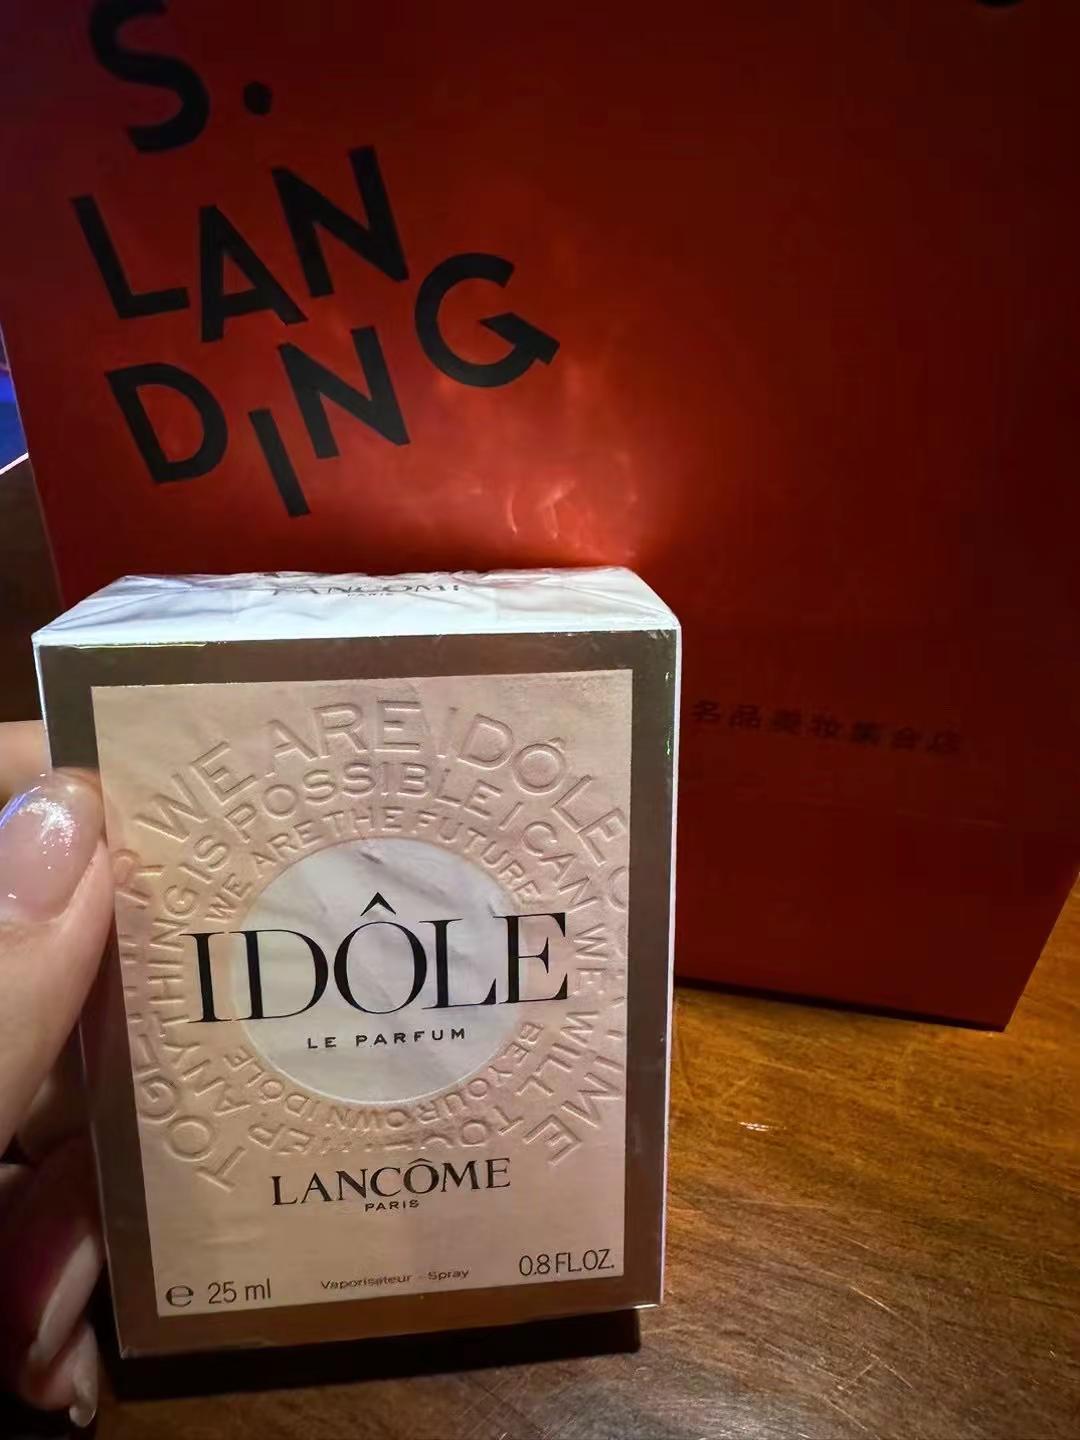 S.
LAN
DING
名品美妆集合店
LANCÔME
PARIS
WE ARE IDÔLE
ANYTHING IS POSSIBLE I CAN WE WILL
WE ARE THE FUTURE
BE YOUR OWN IDÔLE
IDÔLE
LE PARFUM
LANCÔME
PARIS
e 25 ml
Vaporisateur - Spray
0.8 FL.OZ.